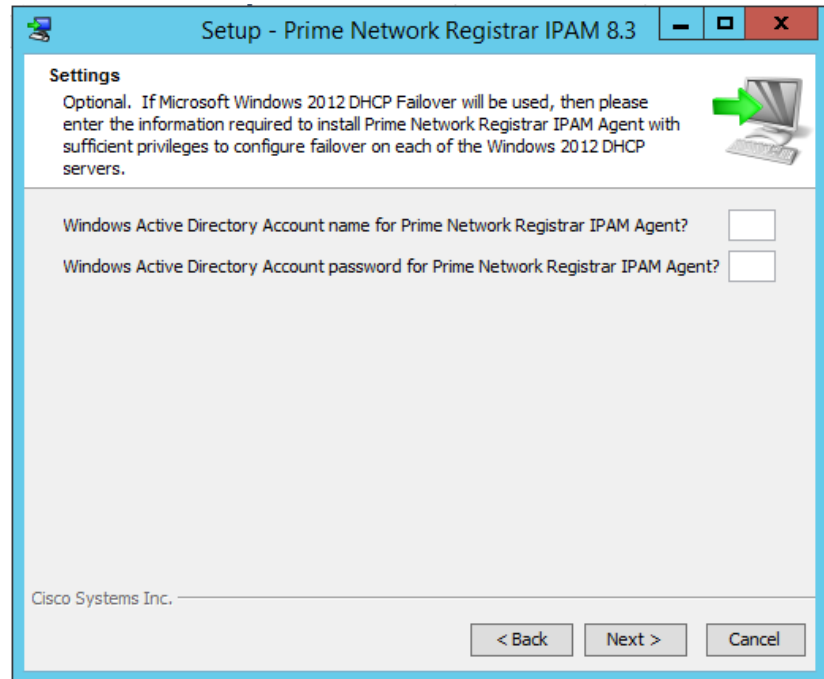 Setup - Prime Network Registrar IPAM 8.3
Settings
Optional. If Microsoft Windows 2012 DHCP Failover will be used, then please
enter the information required to install Prime Network Registrar IPAM Agent with
sufficient privileges to configure failover on each of the Windows 2012 DHCP
servers.
Windows Active Directory Account name for Prime Network Registrar IPAM Agent?
Windows Active Directory Account password for Prime Network Registrar IPAM Agent?
Cisco Systems Inc.
< Back Next > Cancel